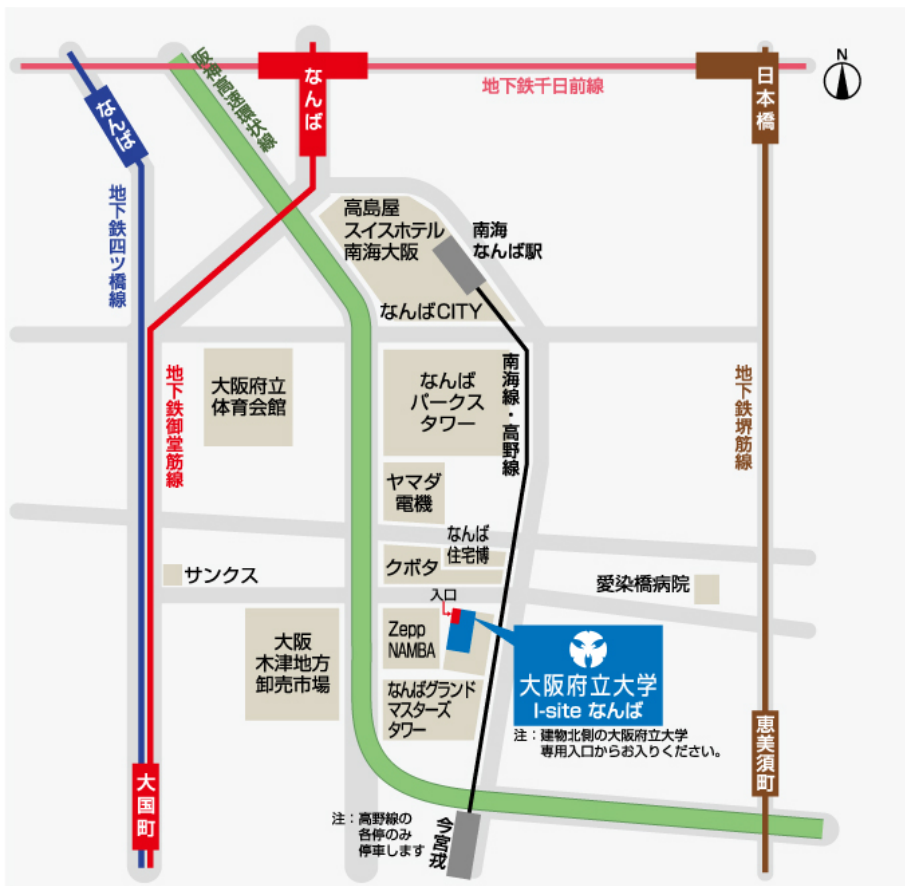 なんば
阪神高速環状線
なんば
地下鉄千日前線
日本橋
N
地下鉄四ツ橋線
高島屋
スイスホテル
南海大阪
南海
なんば駅
なんばCITY
地下鉄御堂筋線
大阪府立
体育会館
なんば
パークス
タワー
南海線・高野線
地下鉄堺筋線
ヤマダ
電機
なんば
住宅博
クボタ
サンクス
愛染橋病院
入口
Zepp
NAMBA
大阪
木津地方
卸売市場
大阪府立大学
I-site なんば
なんばグランド
マスターズ
タワー
注：建物北側の大阪府立大学
専用入口からお入りください。
恵美須町
大国町
注：高野線の
各停のみ
停車します
今宮戎